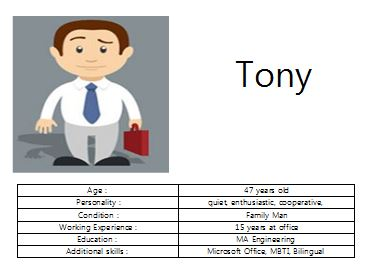 Tony
Age : 47 years old
Personality : quiet, enthusiastic, cooperative,
Condition : Family Man
Working Experience : 15 years at office
Education : MA Engineering
Additional skills : Microsoft Office, MBTI, Bilingual